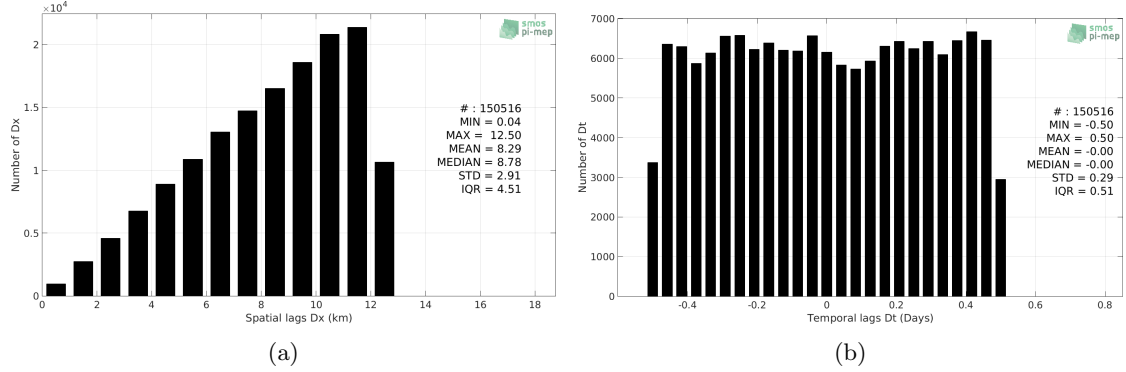 ×10⁴
2
1.5
1
0.5
0
Number of Dx
0 2 4 6 8 10 12 14 16 18
Spatial lags Dx (km)
smos
pi-mep
# : 150516
MIN = 0.04
MAX = 12.50
MEAN = 8.29
MEDIAN = 8.78
STD = 2.91
IQR = 4.51
(a)
7000
6000
5000
4000
3000
2000
1000
0
Number of Dt
-0.4 -0.2 0 0.2 0.4 0.6 0.8
Temporal lags Dt (Days)
smos
pi-mep
# : 150516
MIN = -0.50
MAX = 0.50
MEAN = -0.00
MEDIAN = -0.00
STD = 0.29
IQR = 0.51
(b)